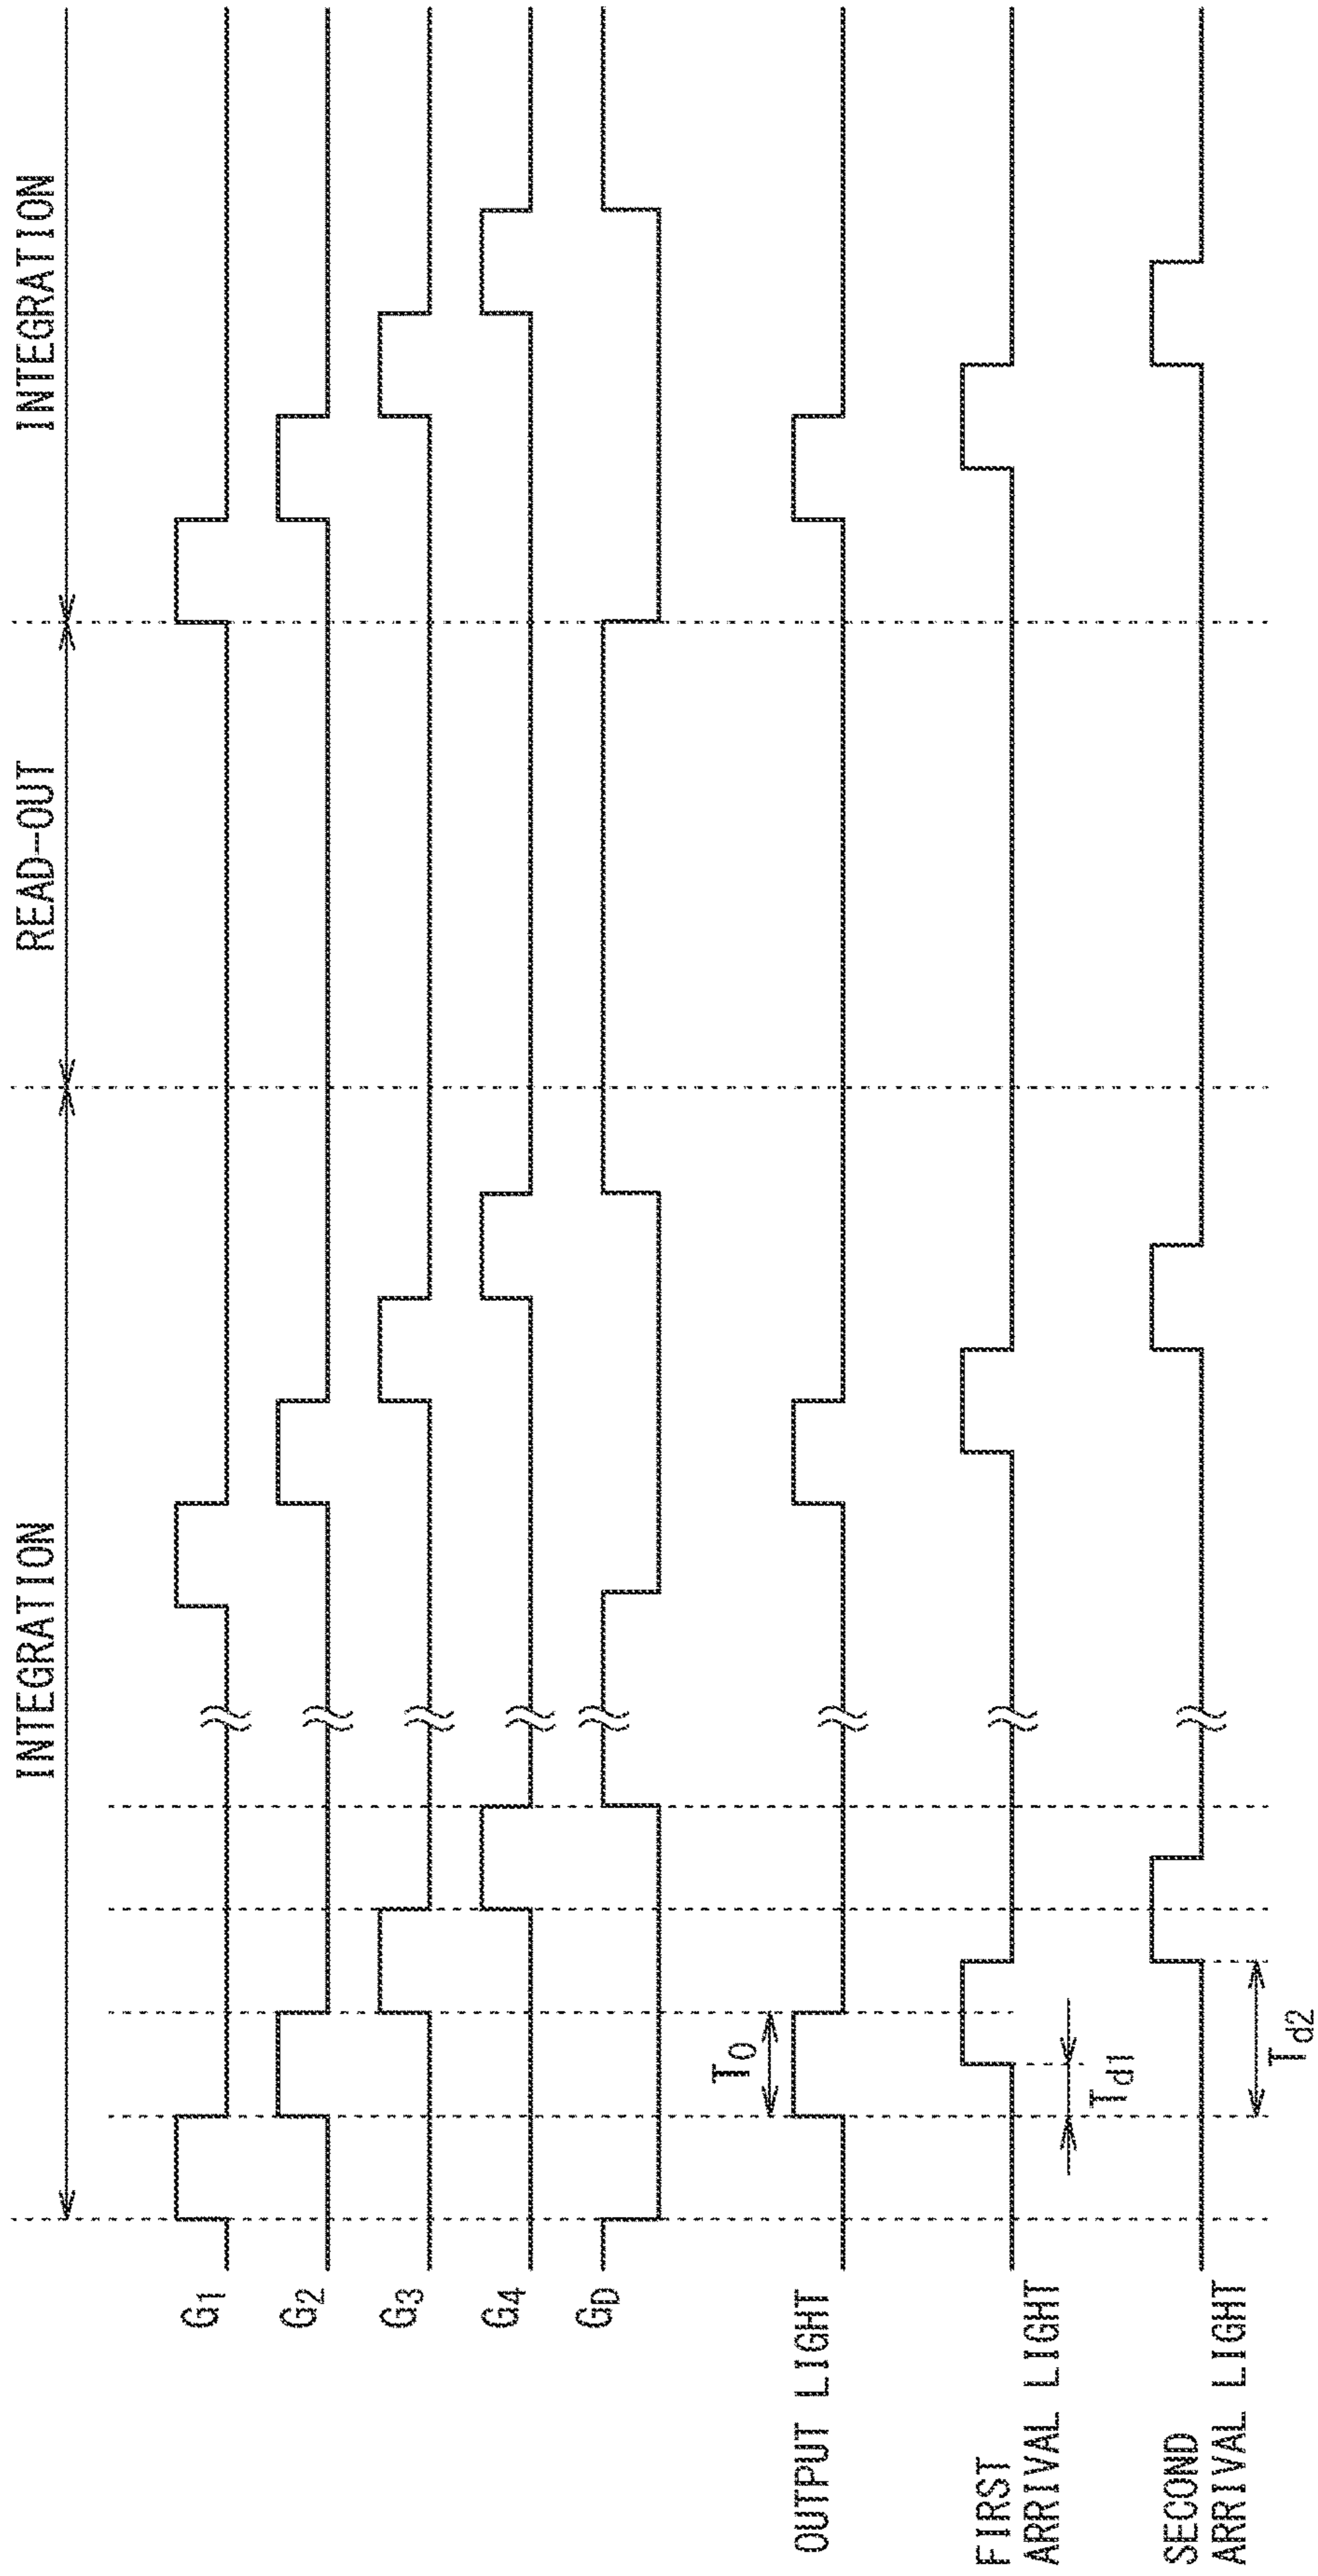 INTEGRATION
READ-OUT
INTEGRATION
G1
G2
G3
G4
GD
T0
OUTPUT LIGHT
Td1
FIRST
ARRIVAL LIGHT
Td2
SECOND
ARRIVAL LIGHT